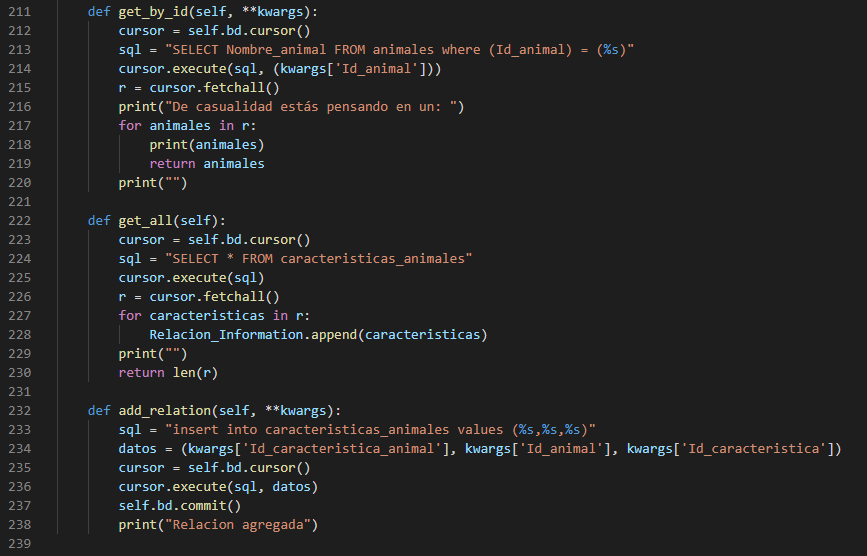 211 def get_by_id(self, **kwargs):
212 cursor = self.bd.cursor()
213 sql = "SELECT Nombre_animal FROM animales where (Id_animal) = (%s)"
214 cursor.execute(sql, (kwargs['Id_animal']))
215 r = cursor.fetchall()
216 print("De casualidad estás pensando en un: ")
217 for animales in r:
218 print(animales)
219 return animales
220 print("")
221
222 def get_all(self):
223 cursor = self.bd.cursor()
224 sql = "SELECT * FROM caracteristicas_animales"
225 cursor.execute(sql)
226 r = cursor.fetchall()
227 for caracteristicas in r:
228 Relacion_Information.append(caracteristicas)
229 print("")
230 return len(r)
231
232 def add_relation(self, **kwargs):
233 sql = "insert into caracteristicas_animales values (%s,%s,%s)"
234 datos = (kwargs['Id_caracteristica_animal'], kwargs['Id_animal'], kwargs['Id_caracteristica'])
235 cursor = self.bd.cursor()
236 cursor.execute(sql, datos)
237 self.bd.commit()
238 print("Relacion agregada")
239